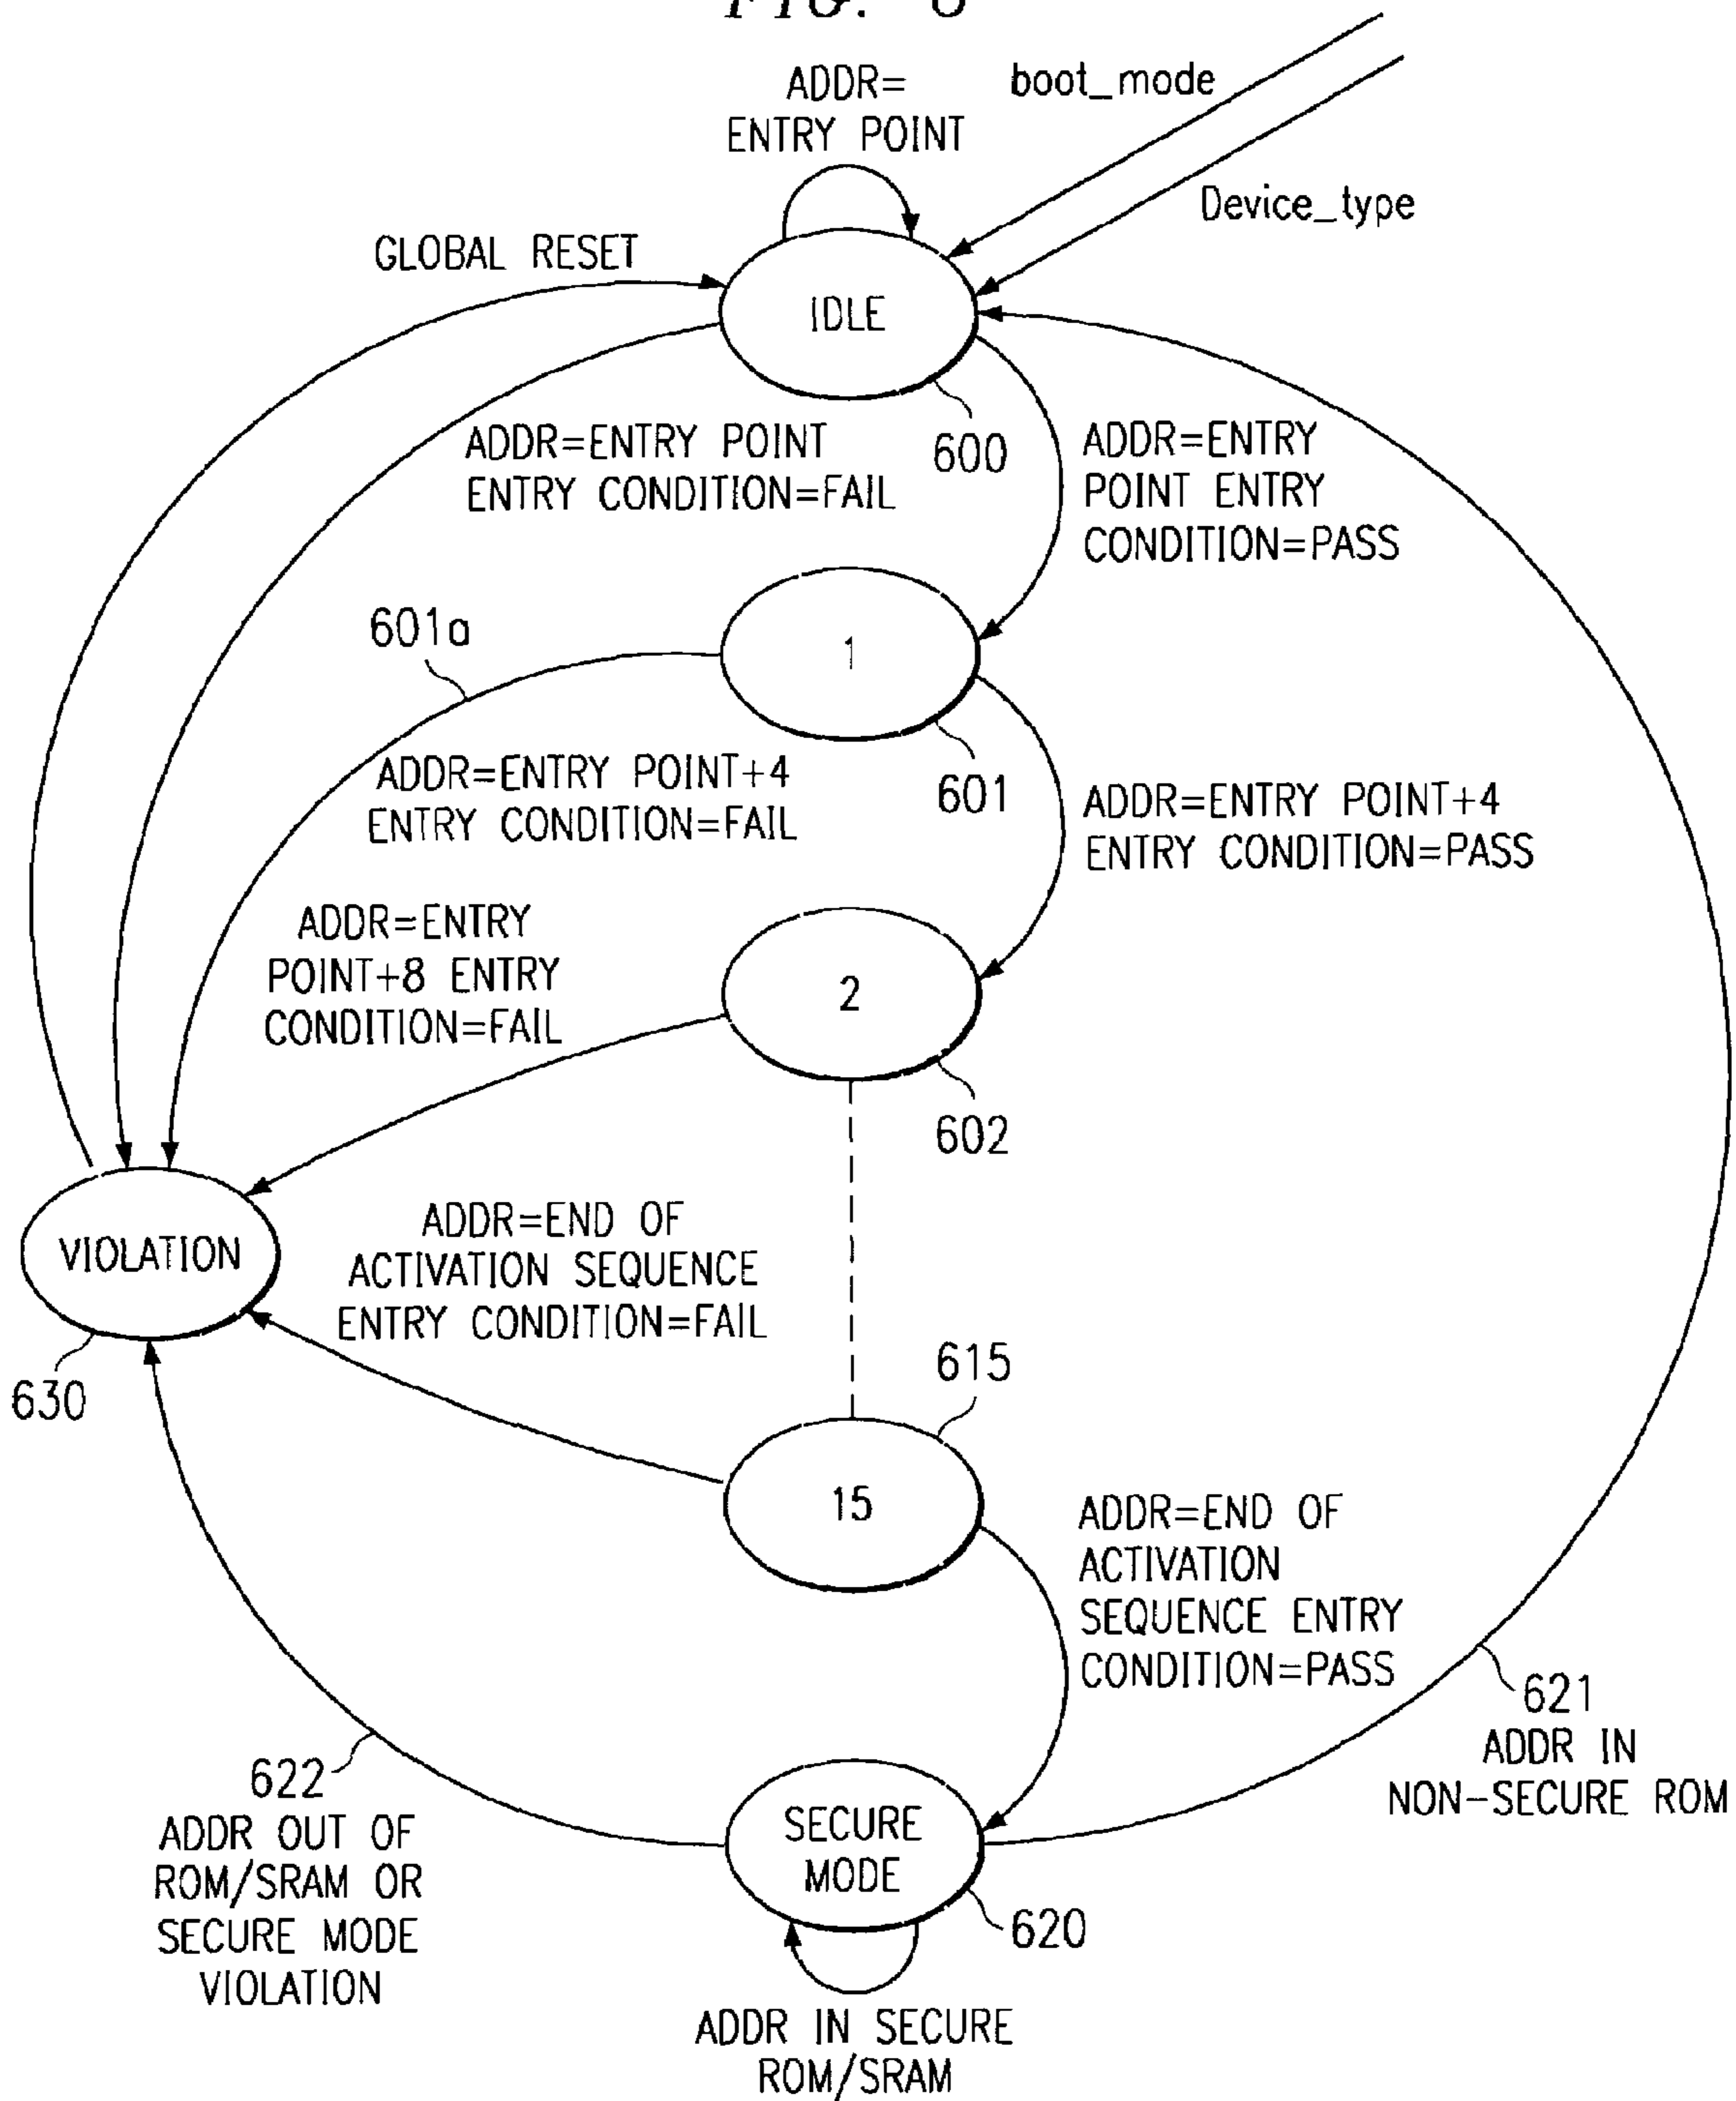 FIG. 6
ADDR=
ENTRY POINT
boot_mode
Device_type
GLOBAL RESET
IDLE
600
ADDR=ENTRY POINT
ENTRY CONDITION=FAIL
ADDR=ENTRY
POINT ENTRY
CONDITION=PASS
601a
1
601
ADDR=ENTRY POINT+4
ENTRY CONDITION=FAIL
ADDR=ENTRY POINT+4
ENTRY CONDITION=PASS
ADDR=ENTRY
POINT+8 ENTRY
CONDITION=FAIL
2
602
VIOLATION
630
ADDR=END OF
ACTIVATION SEQUENCE
ENTRY CONDITION=FAIL
615
15
ADDR=END OF
ACTIVATION
SEQUENCE ENTRY
CONDITION=PASS
621
ADDR IN
NON-SECURE ROM
622
ADDR OUT OF
ROM/SRAM OR
SECURE MODE
VIOLATION
SECURE
MODE
620
ADDR IN SECURE
ROM/SRAM